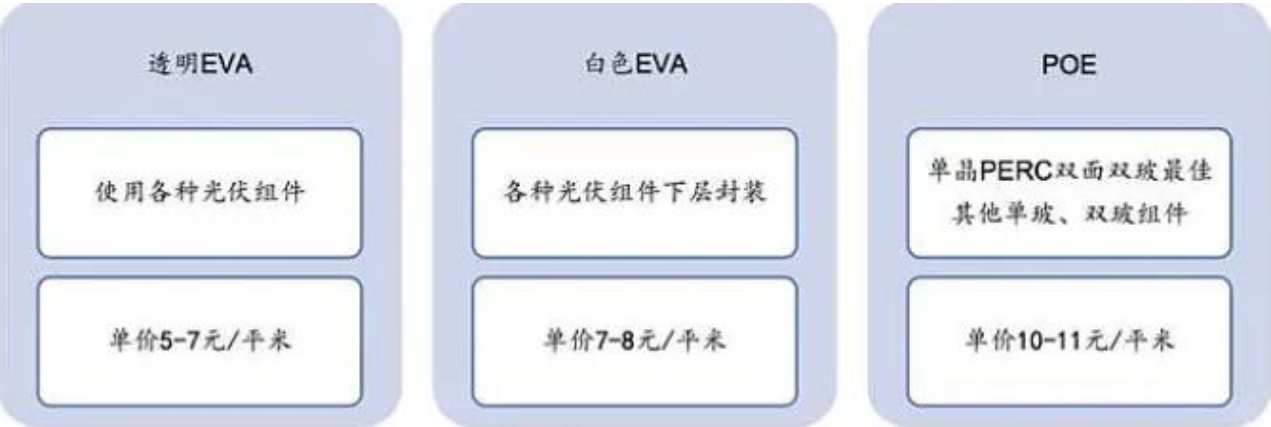 透明EVA
使用各种光伏组件
单价5-7元/平米
白色EVA
各种光伏组件下层封装
单价7-8元/平米
POE
单晶PERC双面双玻最佳
其他单玻、双玻组件
单价10-11元/平米